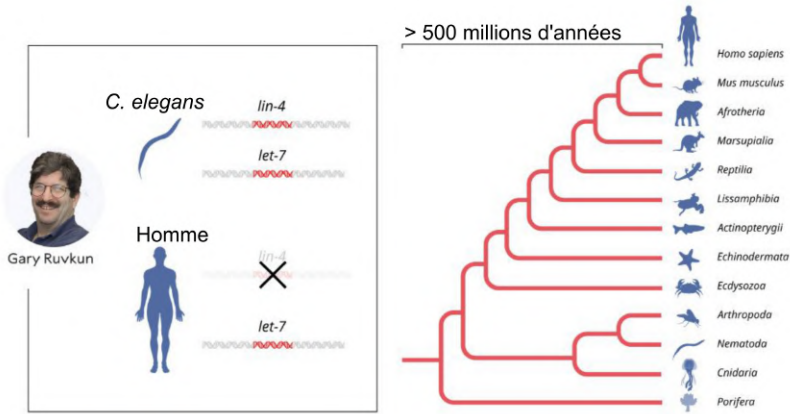 C. elegans
lin-4
let-7
Gary Ruvkun
Homme
lin-4
let-7
> 500 millions d'années
Homo sapiens
Mus musculus
Afrotheria
Marsupialia
Reptilia
Lissamphibia
Actinopterygii
Echinodermata
Ecdysozoa
Arthropoda
Nematoda
Cnidaria
Porifera